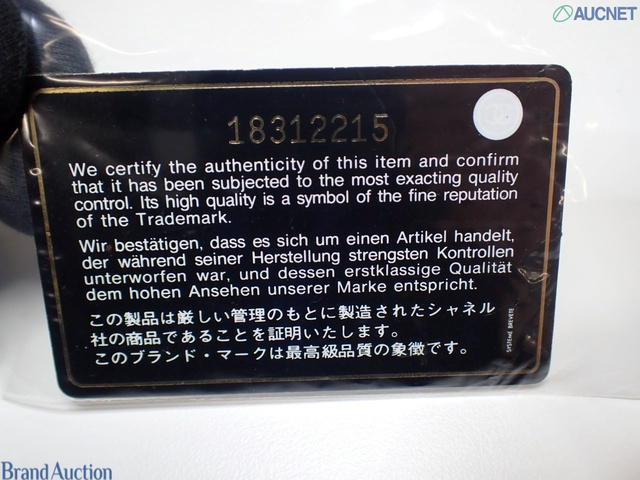 AUCNET
18312215
We certify the authenticity of this item and confirm
that it has been subjected to the most exacting quality
control. Its high quality is a symbol of the fine reputation
of the Trademark.
Wir bestätigen, dass es sich um einen Artikel handelt,
der während seiner Herstellung strengsten Kontrollen
unterworfen war, und dessen erstklassige Qualität
dem hohen Ansehen unserer Marke entspricht.
この製品は厳しい管理のもとに製造されたシャネル
社の商品であることを証明いたします。
このブランド・マークは最高級品質の象徴です。
SYSTEME BREVETE
Brand Auction